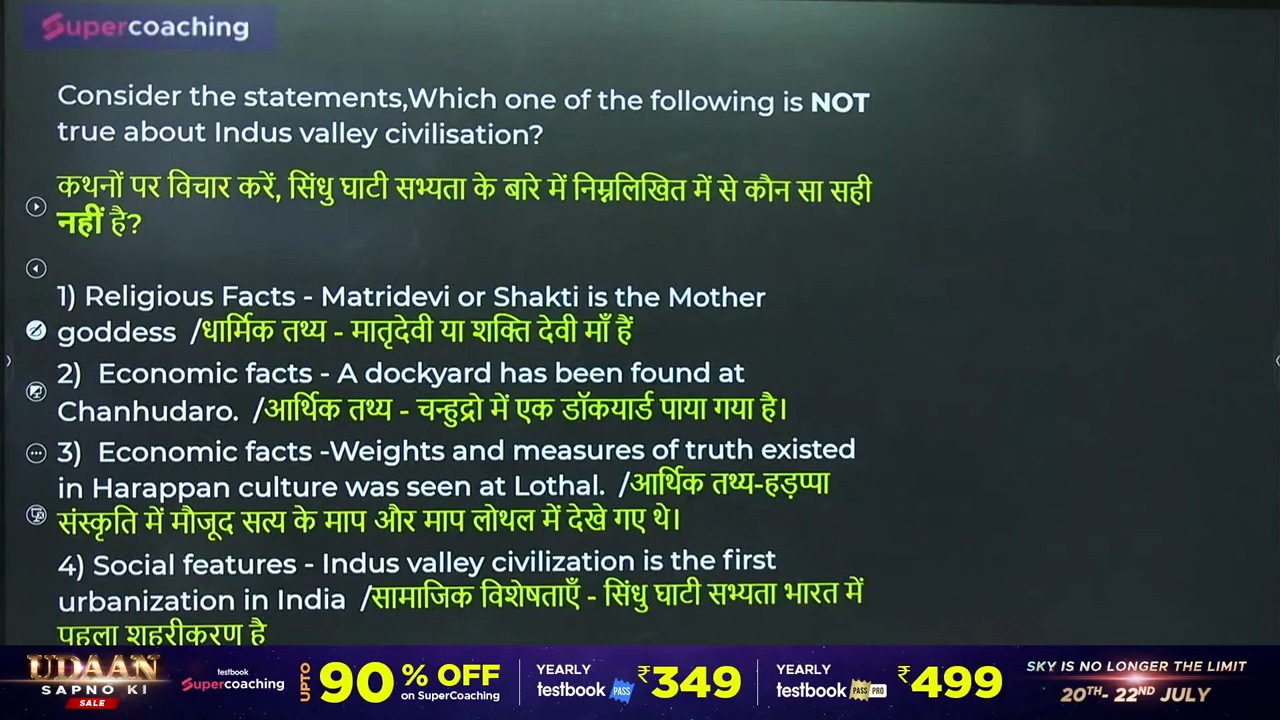 Supercoaching
Consider the statements,Which one of the following is NOT
true about Indus valley civilisation?
कथनों पर विचार करें, सिंधु घाटी सभ्यता के बारे में निम्नलिखित में से कौन सा सही
नहीं है?
1) Religious Facts - Matridevi or Shakti is the Mother
goddess /धार्मिक तथ्य - मातृदेवी या शक्ति देवी माँ हैं
2) Economic facts - A dockyard has been found at
Chanhudaro. /आर्थिक तथ्य - चन्हुद्रो में एक डॉकयार्ड पाया गया है।
3) Economic facts -Weights and measures of truth existed
in Harappan culture was seen at Lothal. /आर्थिक तथ्य-हड़प्पा
संस्कृति में मौजूद सत्य के माप और माप लोथल में देखे गए थे।
4) Social features - Indus valley civilization is the first
urbanization in India /सामाजिक विशेषताएँ - सिंधु घाटी सभ्यता भारत में
पहला शहरीकरण है
UDAAN
SAPNO KI
SALE
testbook
Supercoaching
UPTO 90 % OFF
on SuperCoaching
YEARLY
testbook PASS
₹349
YEARLY
testbook PASS PRO
₹499
SKY IS NO LONGER THE LIMIT
20TH- 22ND JULY